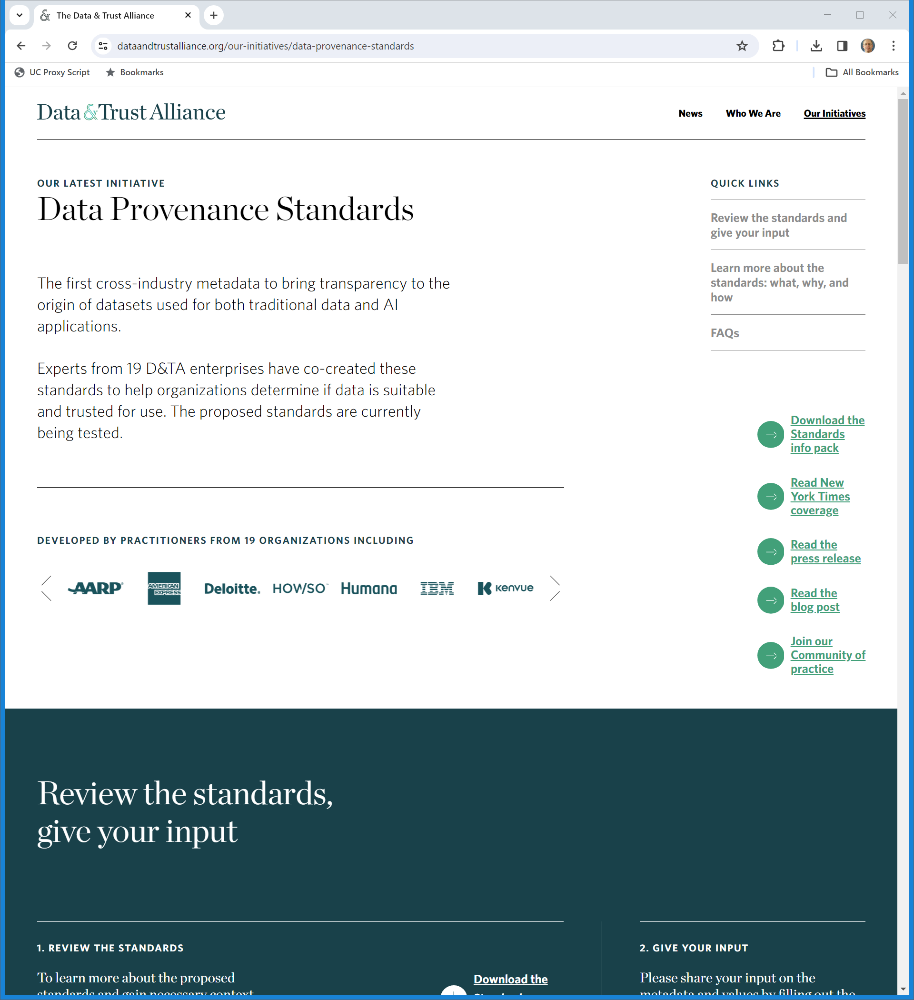 The Data & Trust Alliance
dataandtrustalliance.org/our-initiatives/data-provenance-standards
UC Proxy Script
Bookmarks
All Bookmarks
Data & Trust Alliance
News
Who We Are
Our Initiatives
OUR LATEST INITIATIVE
Data Provenance Standards
The first cross-industry metadata to bring transparency to the
origin of datasets used for both traditional data and AI
applications.
Experts from 19 D&TA enterprises have co-created these
standards to help organizations determine if data is suitable
and trusted for use. The proposed standards are currently
being tested.
DEVELOPED BY PRACTITIONERS FROM 19 ORGANIZATIONS INCLUDING
AARP®
AMERICAN
EXPRESS
Deloitte.
HOW/SO™
Humana
IBM
K kenvue
QUICK LINKS
Review the standards and
give your input
Learn more about the
standards: what, why, and
how
FAQs
Download the
Standards
info pack
Read New
York Times
coverage
Read the
press release
Read the
blog post
Join our
Community of
practice
Review the standards,
give your input
1. REVIEW THE STANDARDS
To learn more about the proposed
standards and gain necessary context,
Download the
2. GIVE YOUR INPUT
Please share your input on the
metadata and values by filling out the